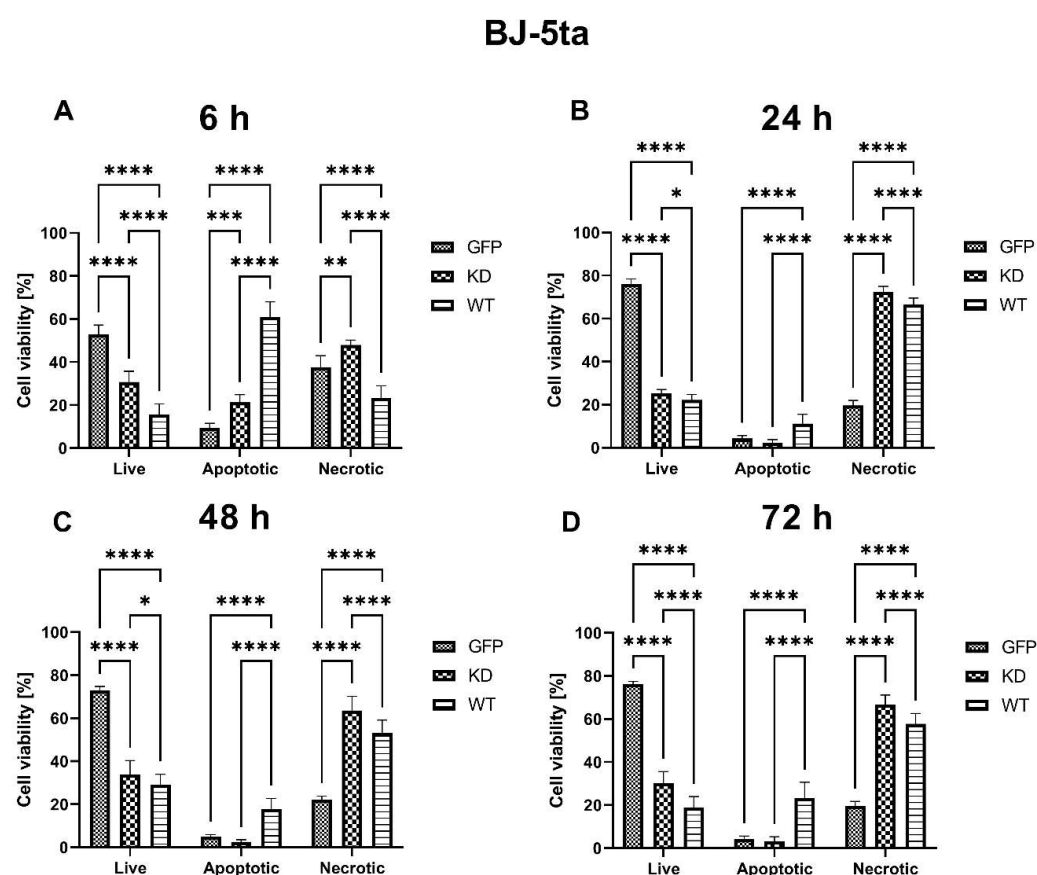 BJ-5ta
A
6 h
****
****
****
****
***
****
****
****
**
Cell viability [%]
100
80
60
40
20
0
Live
Apoptotic
Necrotic
GFP
KD
WT
B
24 h
****
****
****
*
****
****
****
****
Cell viability [%]
100
80
60
40
20
0
Live
Apoptotic
Necrotic
GFP
KD
WT
C
48 h
****
****
****
*
****
****
****
****
Cell viability [%]
100
80
60
40
20
0
Live
Apoptotic
Necrotic
GFP
KD
WT
D
72 h
****
****
****
****
****
****
****
****
Cell viability [%]
100
80
60
40
20
0
Live
Apoptotic
Necrotic
GFP
KD
WT